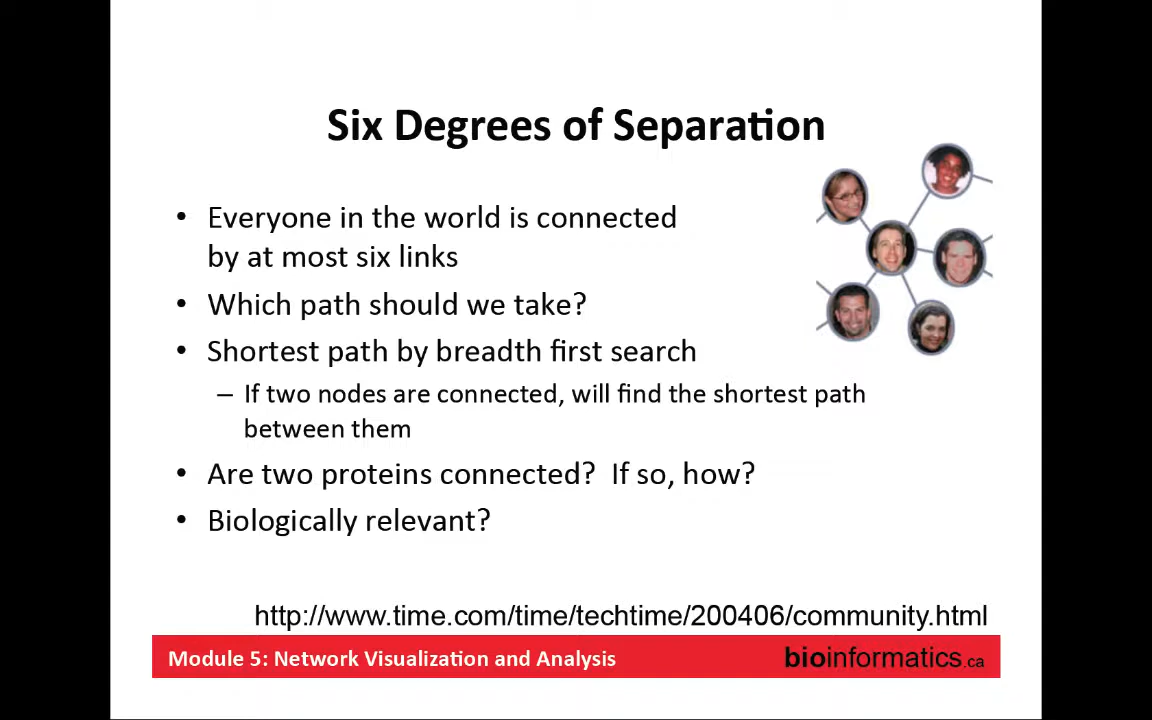 Six Degrees of Separation
• Everyone in the world is connected
by at most six links
• Which path should we take?
• Shortest path by breadth first search
– If two nodes are connected, will find the shortest path
between them
• Are two proteins connected?  If so, how?
• Biologically relevant?
http://www.time.com/time/techtime/200406/community.html
Module 5: Network Visualization and Analysis
bioinformatics.ca